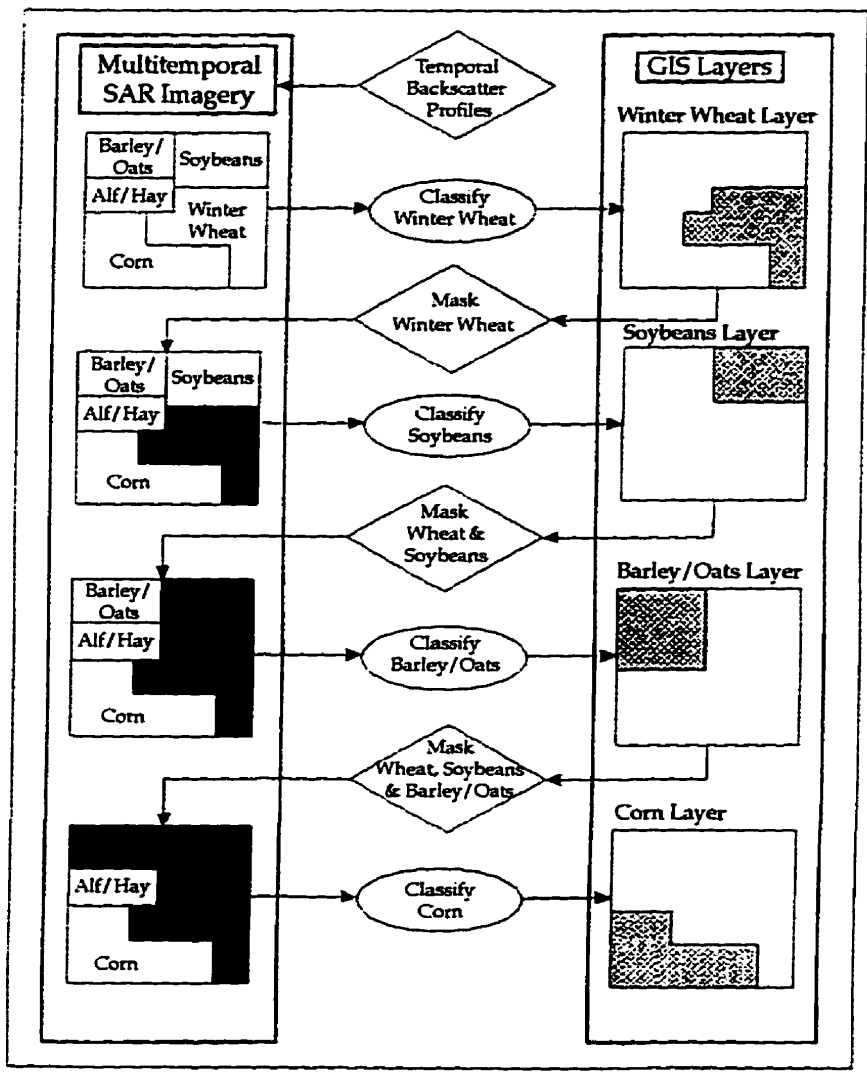 Multitemporal
SAR Imagery
Temporal
Backscatter
Profiles
GIS Layers
Winter Wheat Layer
Barley/
Oats
Soybeans
Alf/Hay
Winter
Wheat
Corn
Classify
Winter Wheat
Mask
Winter Wheat
Soybeans Layer
Barley/
Oats
Soybeans
Alf/Hay
Corn
Classify
Soybeans
Mask
Wheat &
Soybeans
Barley/Oats Layer
Barley/
Oats
Alf/Hay
Corn
Classify
Barley/Oats
Mask
Wheat, Soybeans
& Barley/Oats
Corn Layer
Alf/Hay
Corn
Classify
Corn